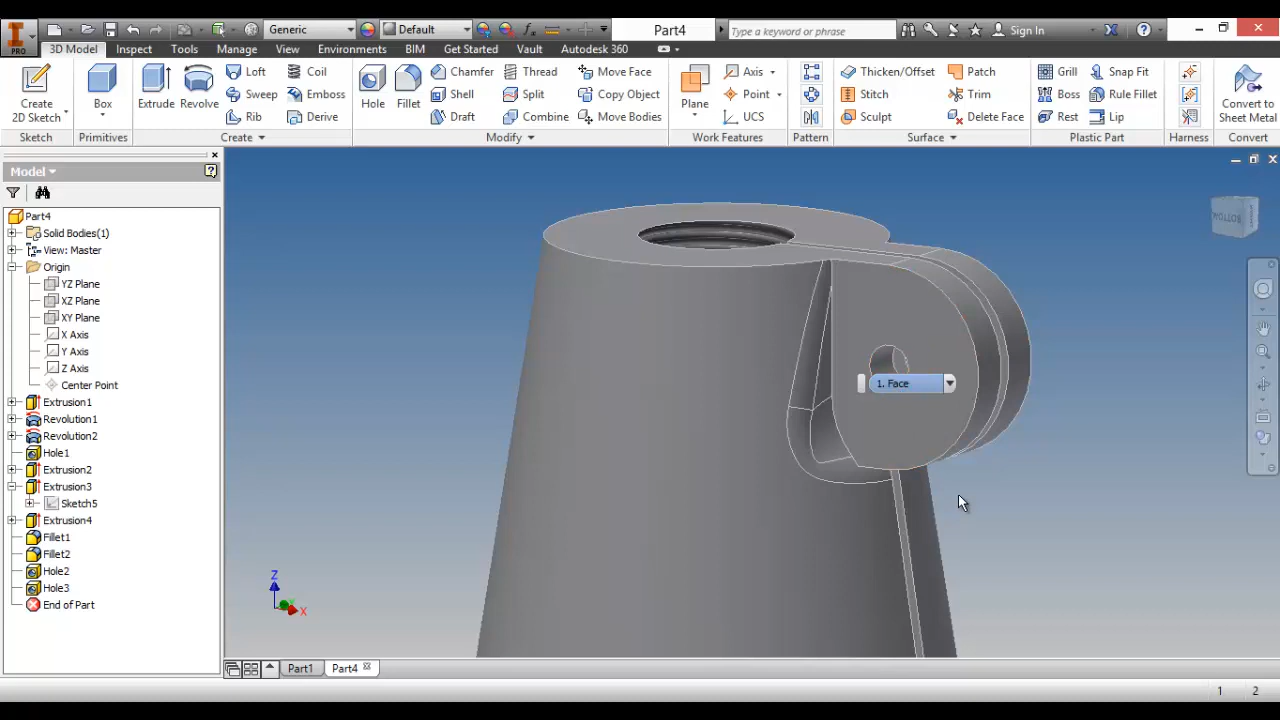 PRO
Generic
Default
Part4
Type a keyword or phrase
Sign In
3D Model Inspect Tools Manage View Environments BIM Get Started Vault Autodesk 360
Create
2D Sketch
Sketch
Box
Primitives
Extrude Revolve
Loft
Sweep
Rib
Coil
Emboss
Derive
Create
Hole Fillet
Chamfer
Shell
Draft
Thread
Split
Combine
Move Face
Copy Object
Move Bodies
Modify
Plane
Axis
Point
UCS
Work Features
Pattern
Thicken/Offset
Stitch
Sculpt
Patch
Trim
Delete Face
Surface
Grill
Boss
Rest
Snap Fit
Rule Fillet
Lip
Plastic Part
Harness
Convert to
Sheet Metal
Convert
Model
Part4
Solid Bodies(1)
View: Master
Origin
YZ Plane
XZ Plane
XY Plane
X Axis
Y Axis
Z Axis
Center Point
Extrusion1
Revolution1
Revolution2
Hole1
Extrusion2
Extrusion3
Sketch5
Extrusion4
Fillet1
Fillet2
Hole2
Hole3
End of Part
BOTTOM
1. Face
Z
X
Part1 Part4
1 2